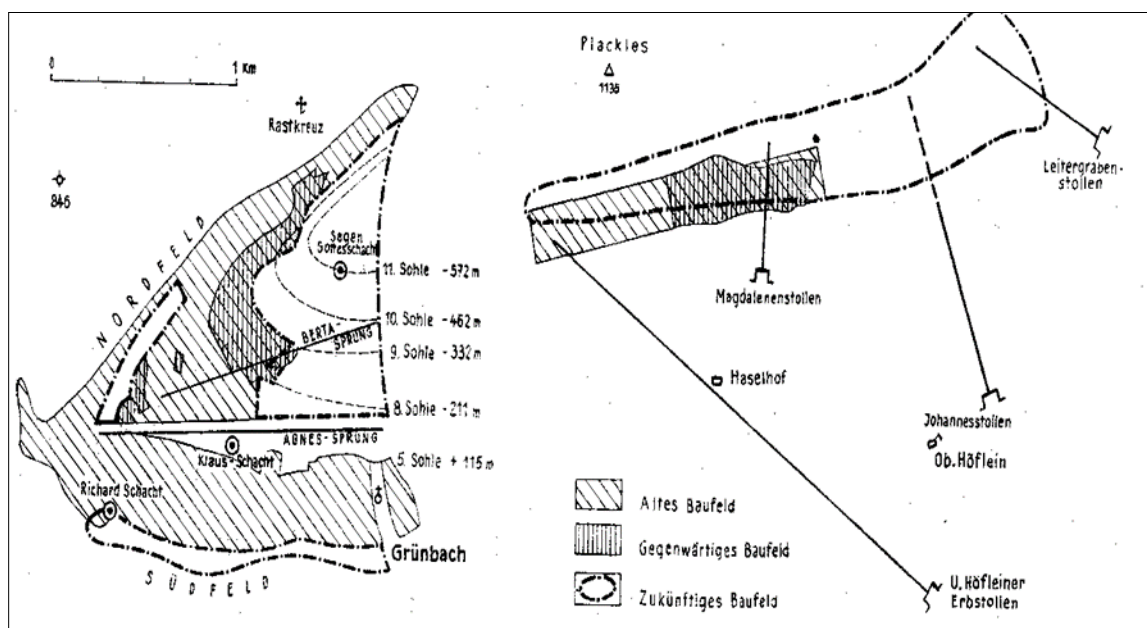 0 1 Km
Rastkreuz
846
NORDFELD
Segen
Gottesschacht
11. Sohle - 572 m
10. Sohle - 462 m
BERTA-
SPRUNG
9. Sohle - 332 m
8. Sohle - 211 m
AGNES-SPRUNG
Klaus-Schacht
5. Sohle + 115 m
Richard Schacht
Grünbach
SÜDFELD
Plackles
1135
Leitergraben-
stollen
Magdalenenstollen
Haselhof
Johannesstollen
Ob. Höflein
Altes Baufeld
Gegenwärtiges Baufeld
Zukünftiges Baufeld
U. Höfleiner
Erbstollen